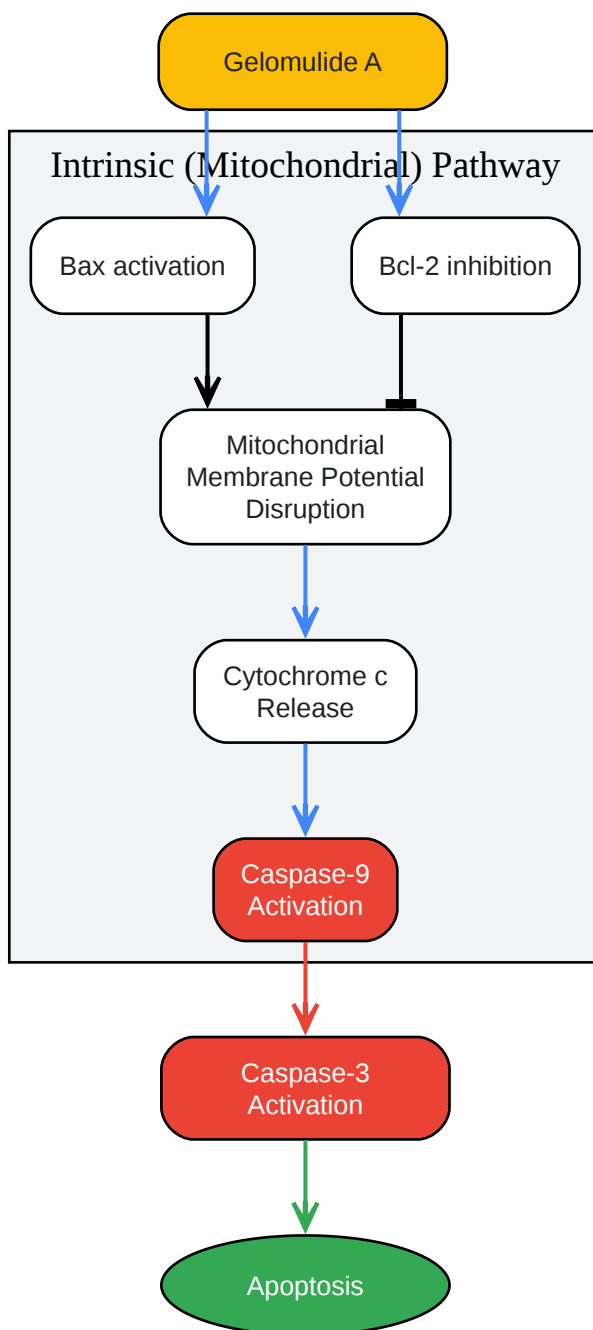 Gelomulide A
Intrinsic (Mitochondrial) Pathway
Bax activation
Bcl-2 inhibition
Mitochondrial
Membrane Potential
Disruption
Cytochrome c
Release
Caspase-9
Activation
Caspase-3
Activation
Apoptosis